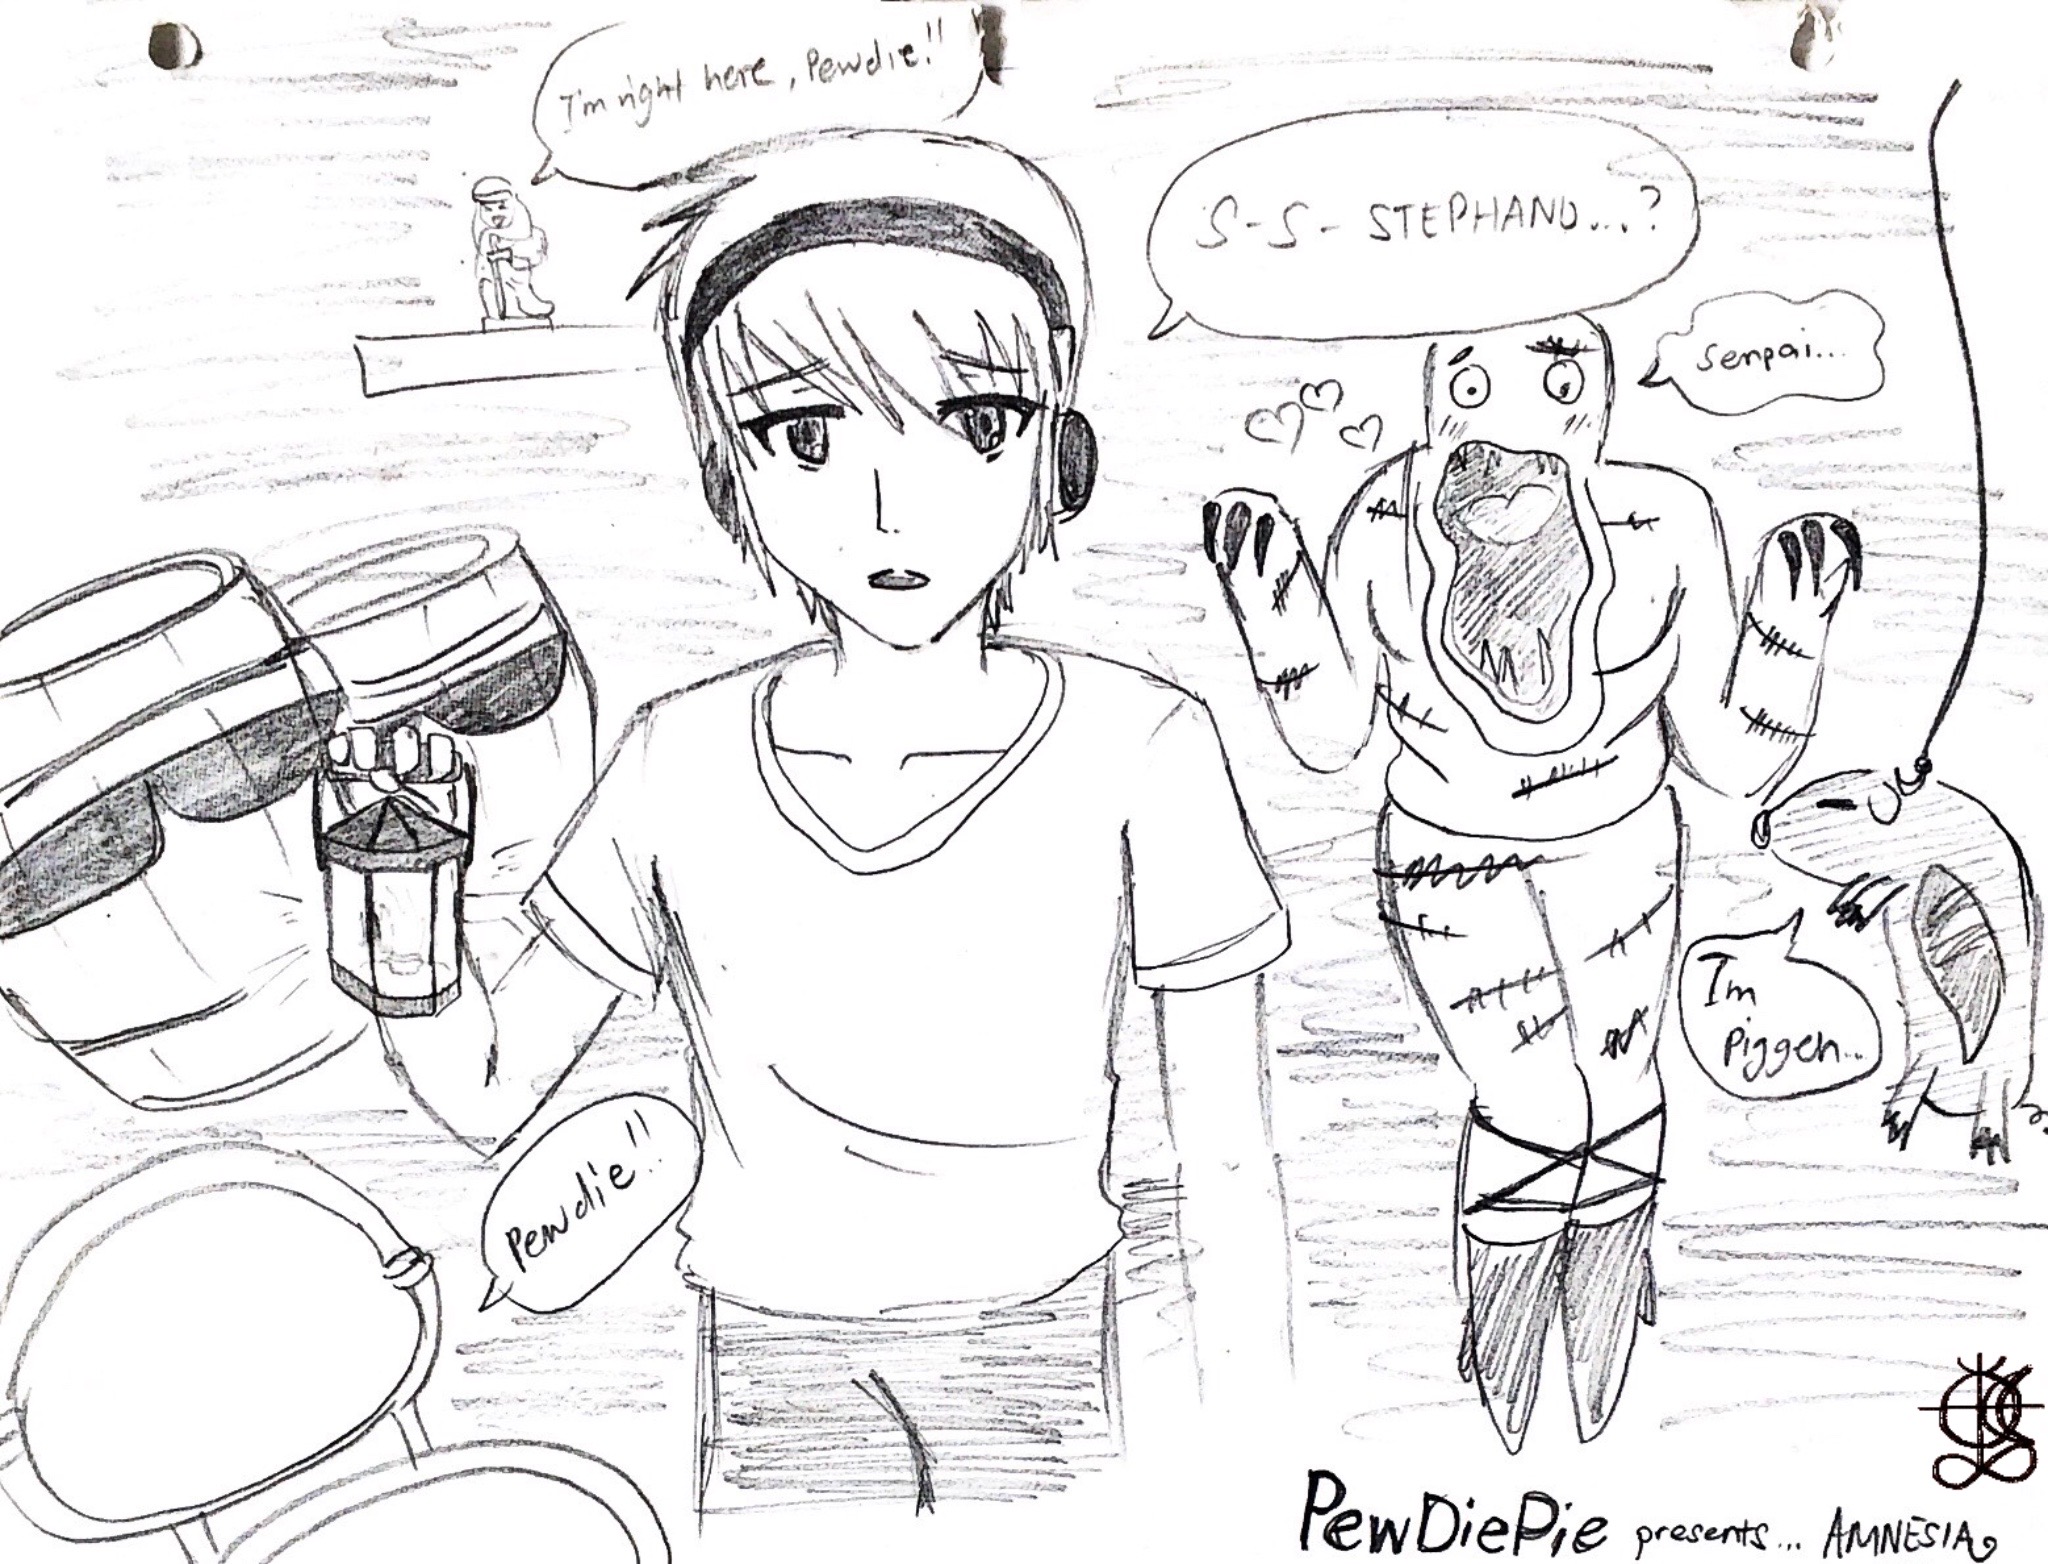 I'm right here, Pewdie!!
S-S- STEPHANO...?
senpai...
I'm
piggeh...
Pewdie!!
PewDiePie presents... AMNESIA